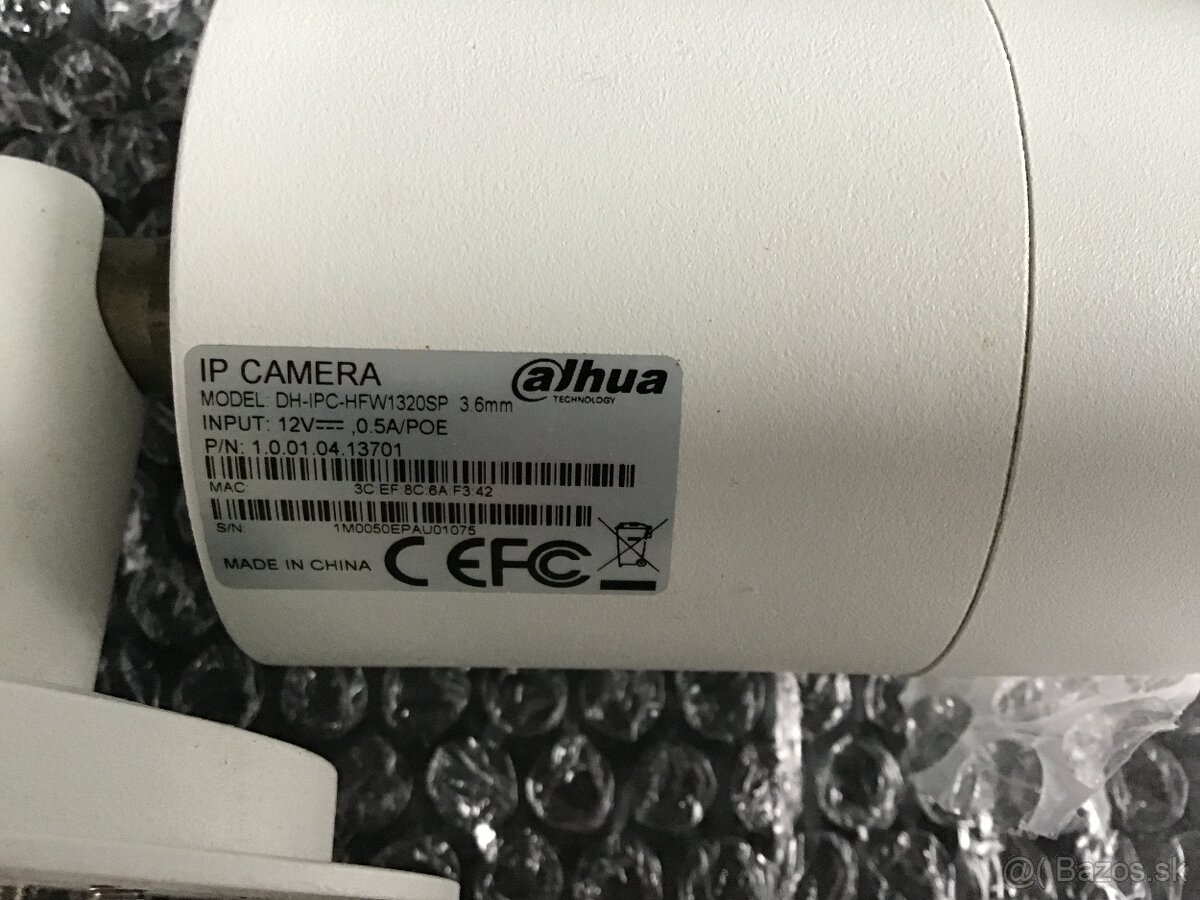 IP CAMERA
alhua
TECHNOLOGY
MODEL: DH-IPC-HFW1320SP 3.6mm
INPUT: 12V⎓ ,0.5A/POE
P/N: 1.0.01.04.13701
MAC: 3C:EF:8C:6A:F3:42
S/N: 1M0050EPAU01075
MADE IN CHINA CE FC
@( Bazos.sk